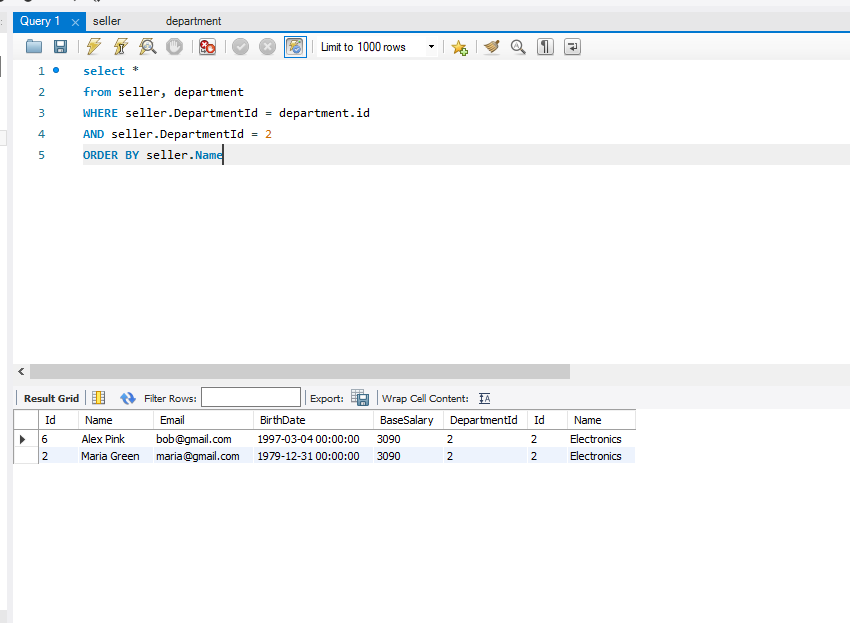 Query 1 seller department
Limit to 1000 rows
1 select *
2 from seller, department
3 WHERE seller.DepartmentId = department.id
4 AND seller.DepartmentId = 2
5 ORDER BY seller.Name
Result Grid Filter Rows: Export: Wrap Cell Content:
Id Name Email BirthDate BaseSalary DepartmentId Id Name
6 Alex Pink bob@gmail.com 1997-03-04 00:00:00 3090 2 2 Electronics
2 Maria Green maria@gmail.com 1979-12-31 00:00:00 3090 2 2 Electronics